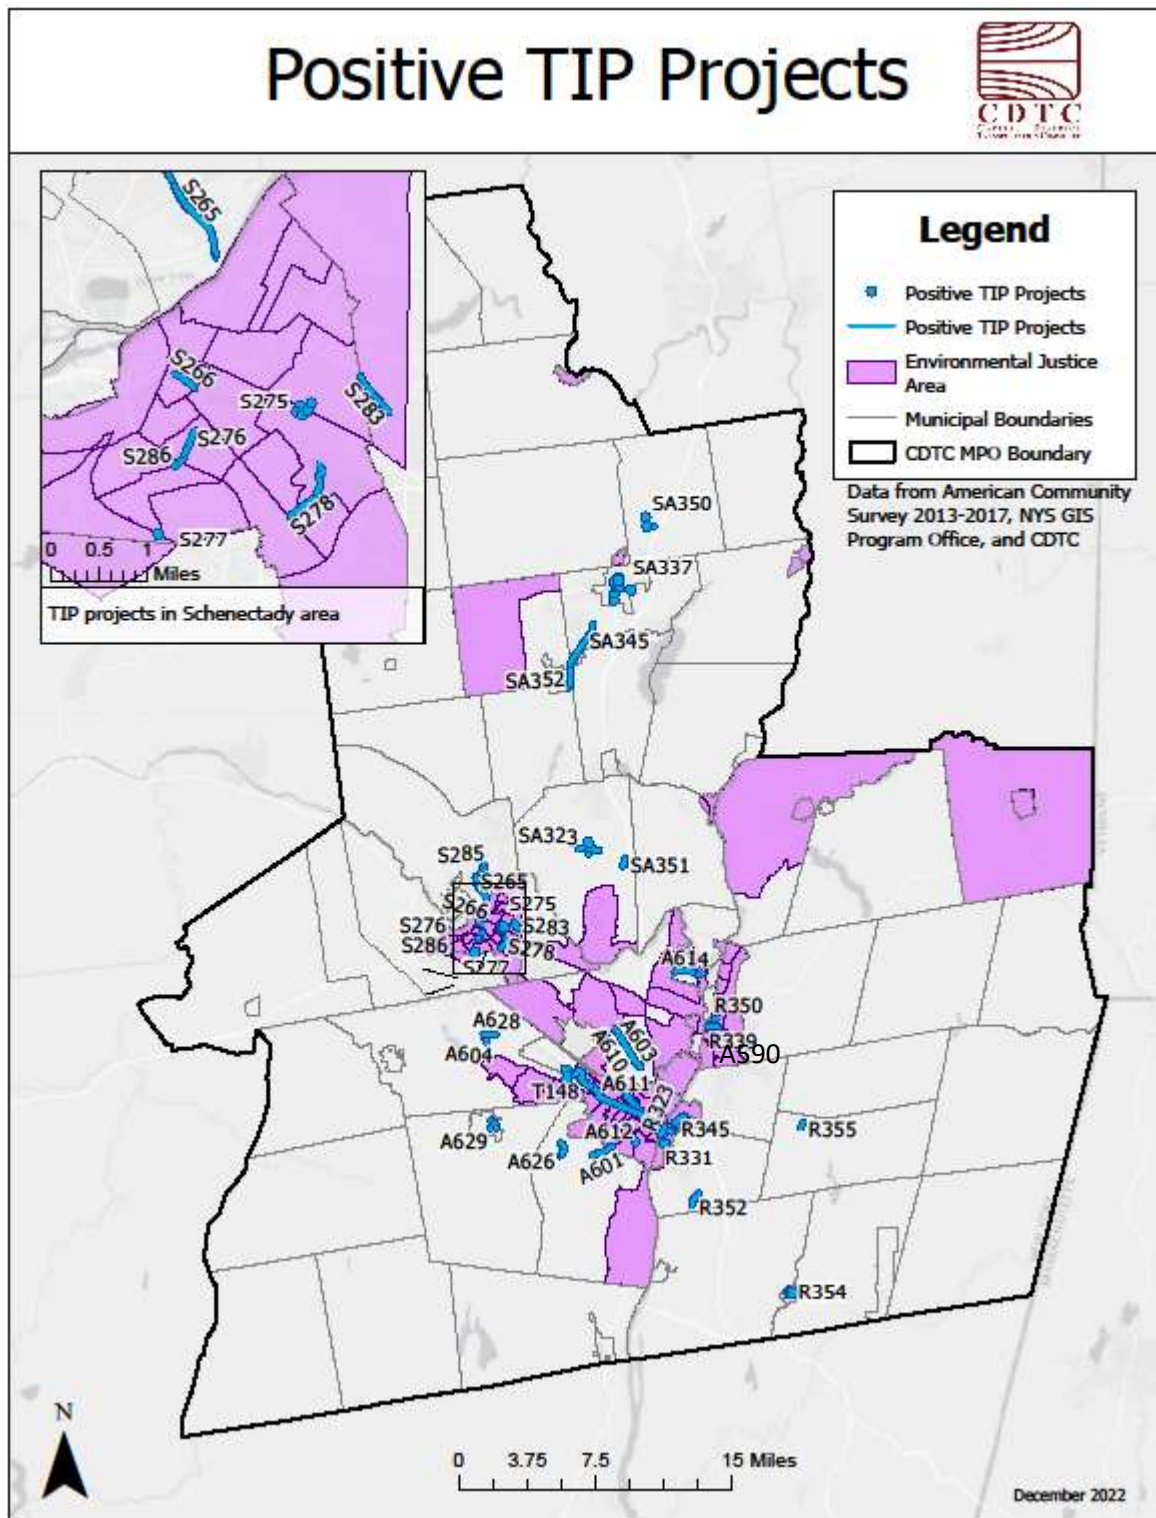 Positive TIP Projects
CDTC
Legend
Positive TIP Projects
Positive TIP Projects
Environmental Justice
Area
Municipal Boundaries
CDTC MPO Boundary
Data from American Community
Survey 2013-2017, NYS GIS
Program Office, and CDTC
S265
S266
S275
S283
S276
S286
S278
S277
0 0.5 1
Miles
TIP projects in Schenectady area
SA350
SA337
SA345
SA352
SA323
SA351
S285
S265
S266
S275
S276
S283
S286
S278
S277
A614
R350
R339
A590
A628
A604
A603
A610
A611
T148
R323
A612
R345
R331
A629
A626
A601
R355
R352
R354
N
0 3.75 7.5 15 Miles
December 2022